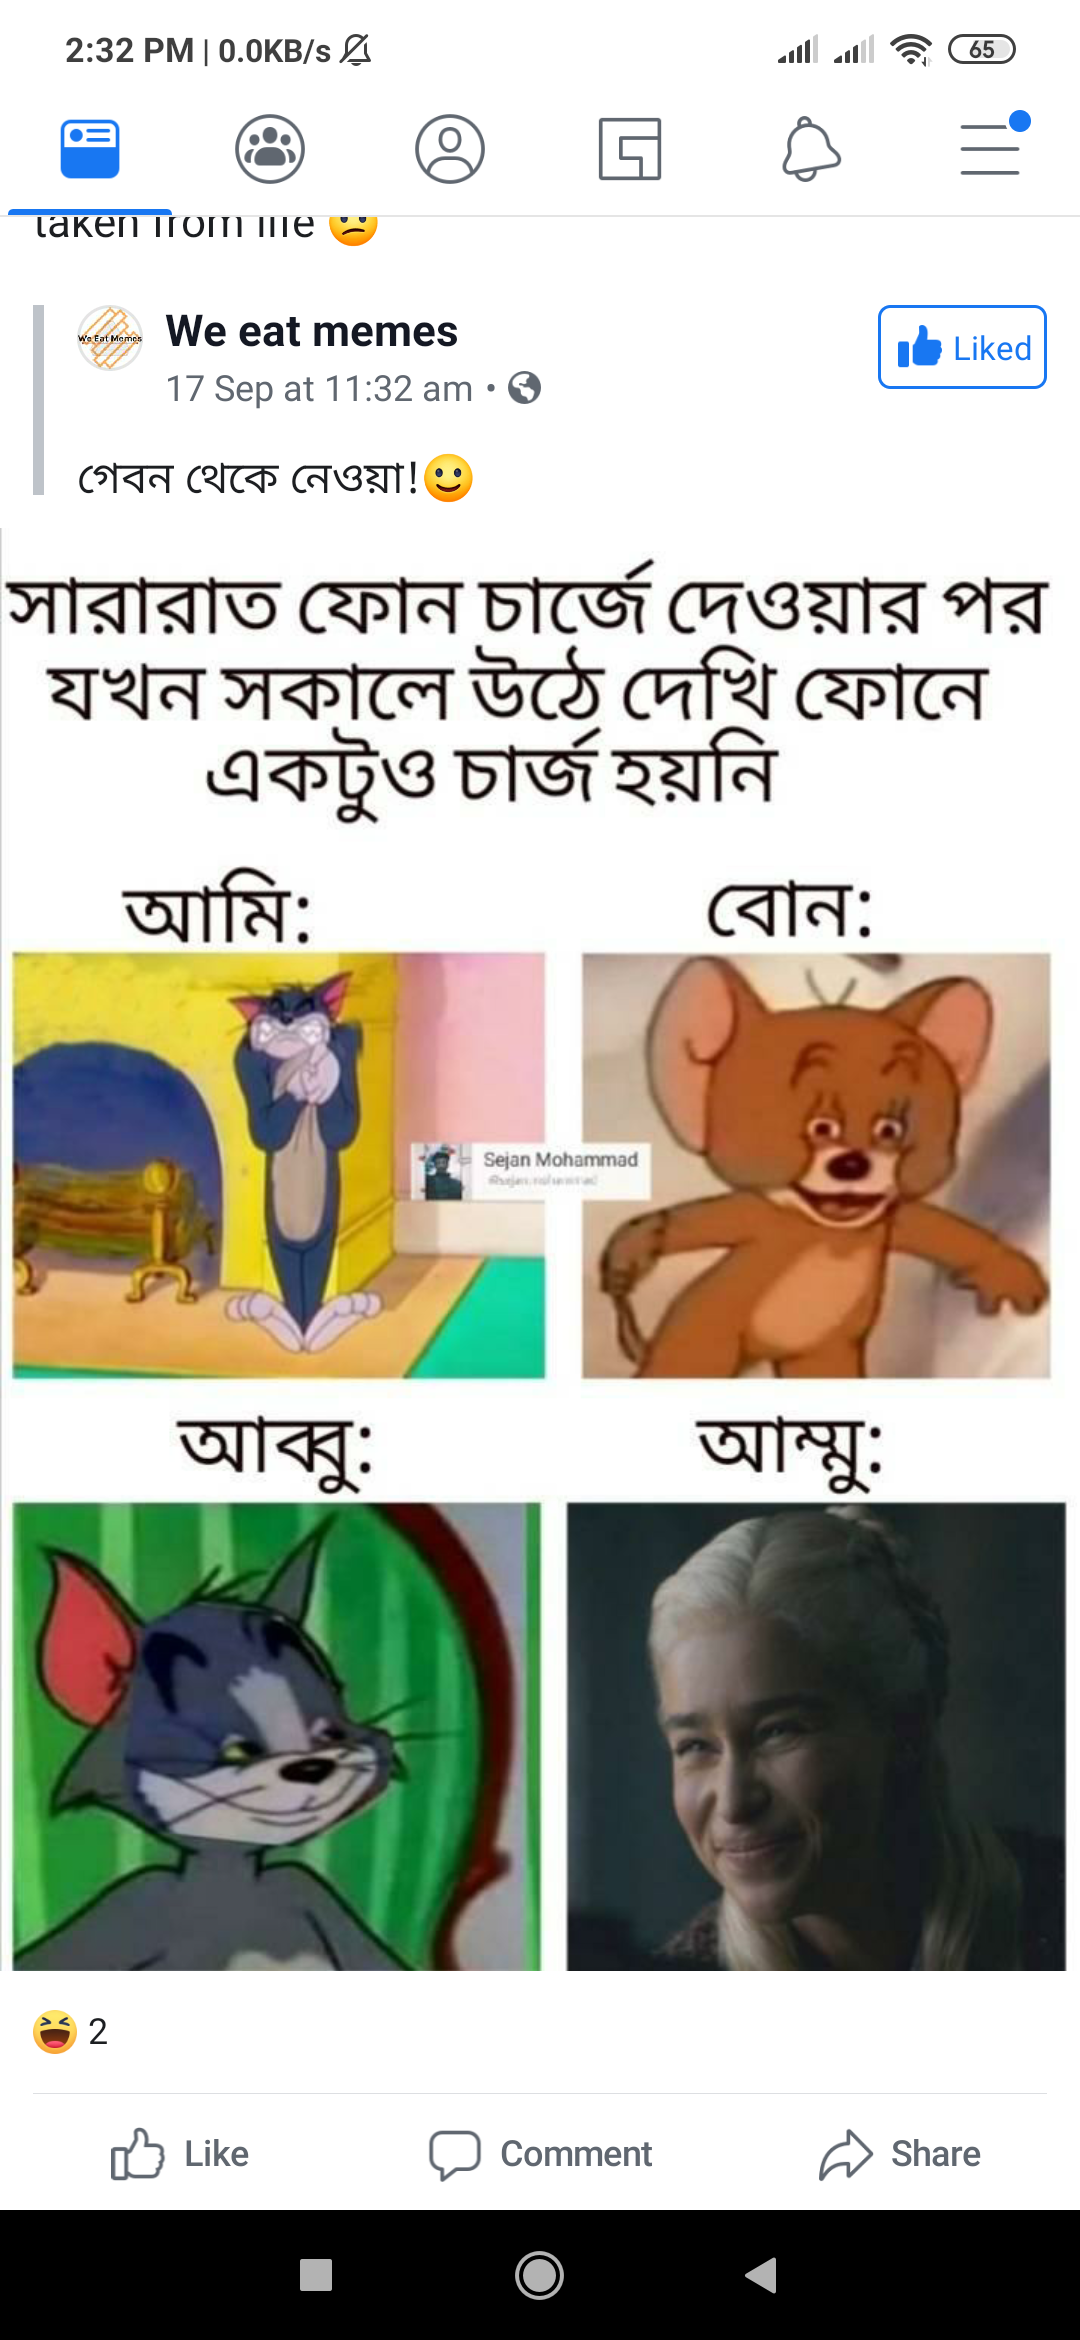 2:32 PM | 0.0KB/s 65
taken from life 😕
We Eat Memes
We eat memes
17 Sep at 11:32 am •
Liked
গেবন থেকে নেওয়া!🙂
সারারাত ফোন চার্জে দেওয়ার পর
যখন সকালে উঠে দেখি ফোনে
একটুও চার্জ হয়নি
আমি: বোন:
Sejan Mohammad
আব্বু: আম্মু:
😆 2
Like Comment Share